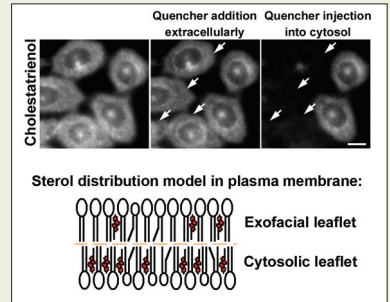 Quencher addition
extracellularly
Quencher injection
into cytosol
Cholestatrienol
Sterol distribution model in plasma membrane:
Exofacial leaflet
Cytosolic leaflet